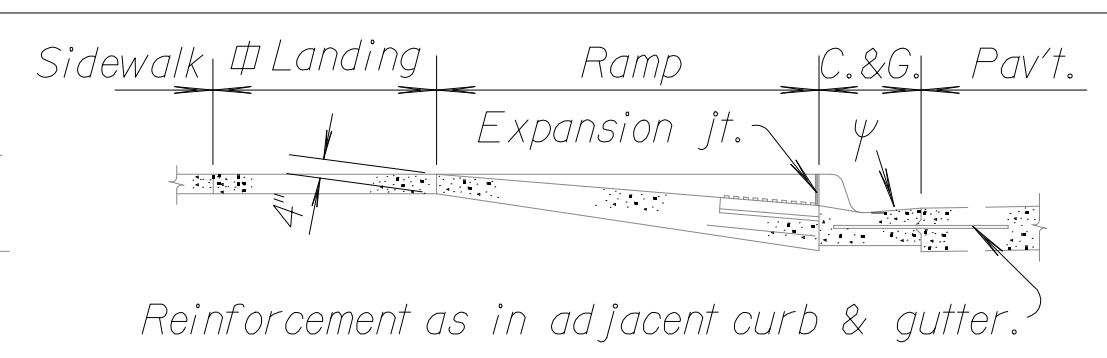 Sidewalk ⏀ Landing Ramp C.&G. Pav't.
Expansion jt. ψ
4"
Reinforcement as in adjacent curb & gutter.